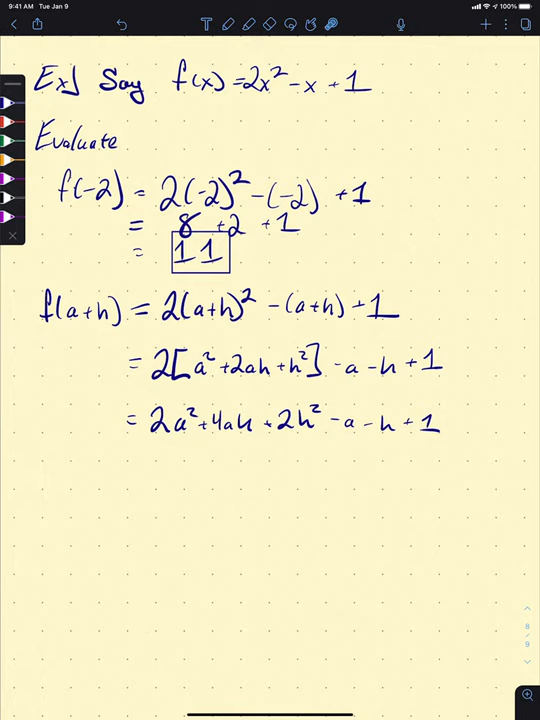 9:41 AM Tue Jan 9
100%
Ex] Say f(x) = 2x² - x + 1
Evaluate
f(-2) = 2(-2)² - (-2) + 1
= 8 + 2 + 1
= 11
f(a+h) = 2(a+h)² - (a+h) + 1
= 2[a² + 2ah + h²] - a - h + 1
= 2a² + 4ah + 2h² - a - h + 1
8
/
9